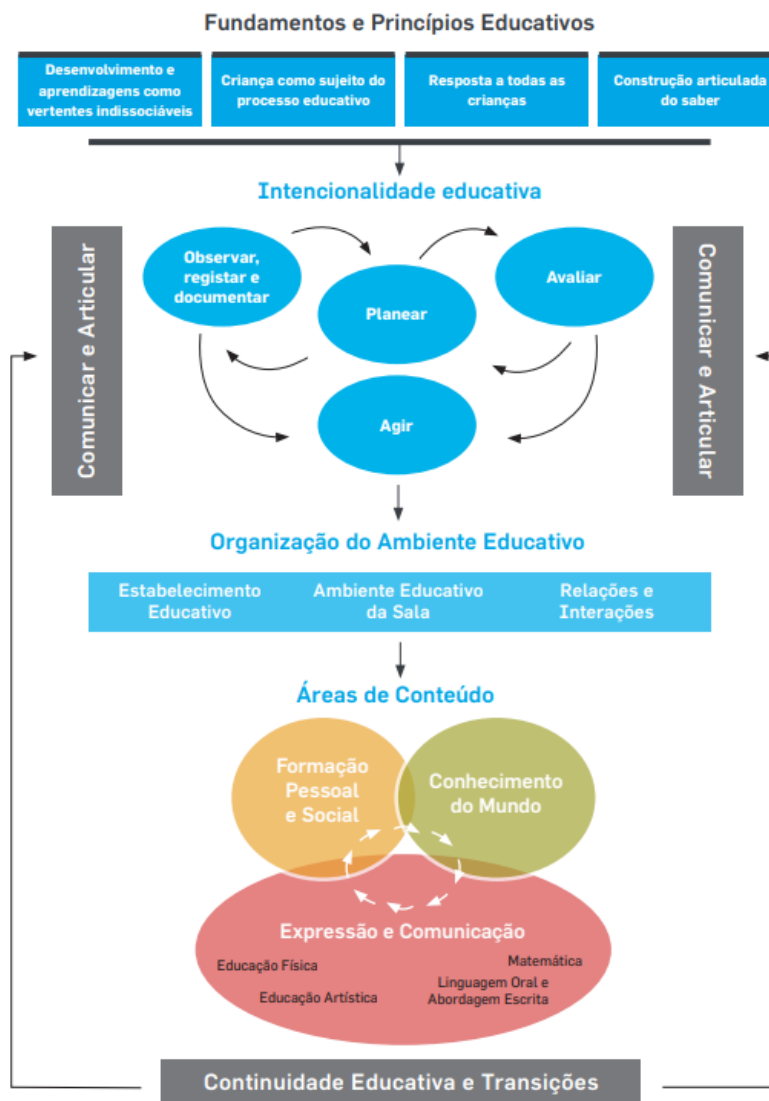 Fundamentos e Princípios Educativos
Desenvolvimento e
aprendizagens como
vertentes indissociáveis
Criança como sujeito do
processo educativo
Resposta a todas as
crianças
Construção articulada
do saber
Intencionalidade educativa
Comunicar e Articular
Observar,
registar e
documentar
Planear
Avaliar
Agir
Comunicar e Articular
Organização do Ambiente Educativo
Estabelecimento
Educativo
Ambiente Educativo
da Sala
Relações e
Interações
Áreas de Conteúdo
Formação
Pessoal
e Social
Conhecimento
do Mundo
Expressão e Comunicação
Educação Física
Matemática
Educação Artística
Linguagem Oral e
Abordagem Escrita
Continuidade Educativa e Transições